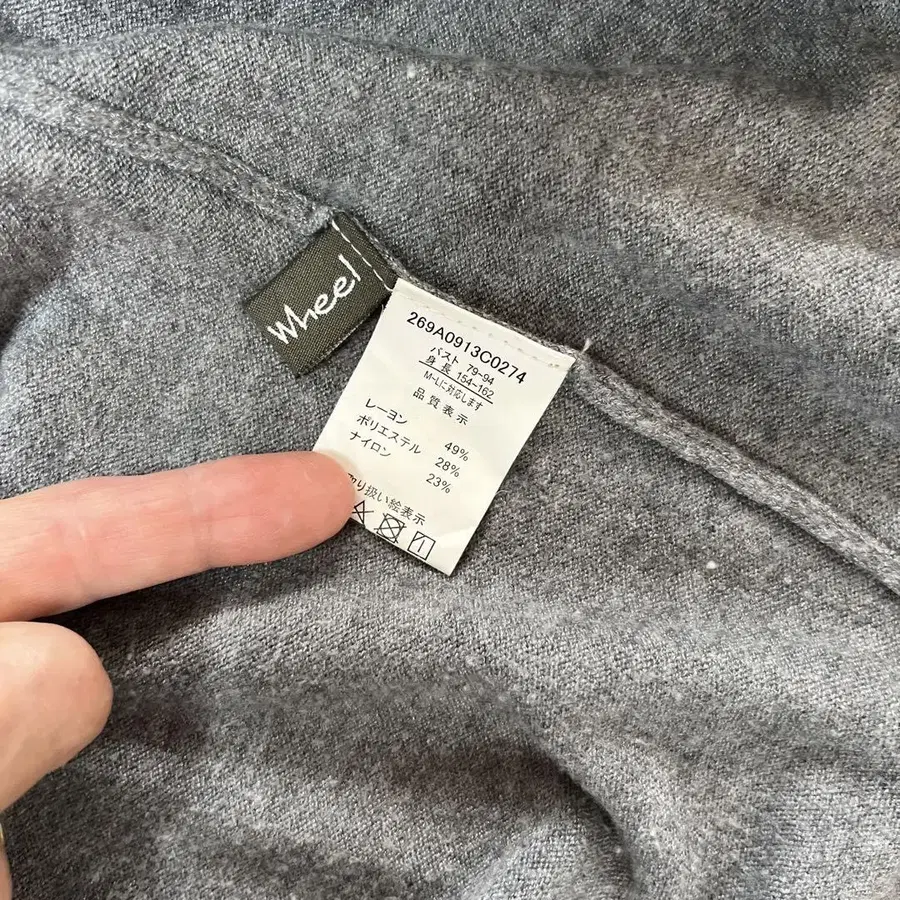 Wheel
269A0913C0274
バスト 79-94
身長 154-162
M-Lに対応します
品質表示
レーヨン 49%
ポリエステル 28%
ナイロン 23%
り扱い絵表示